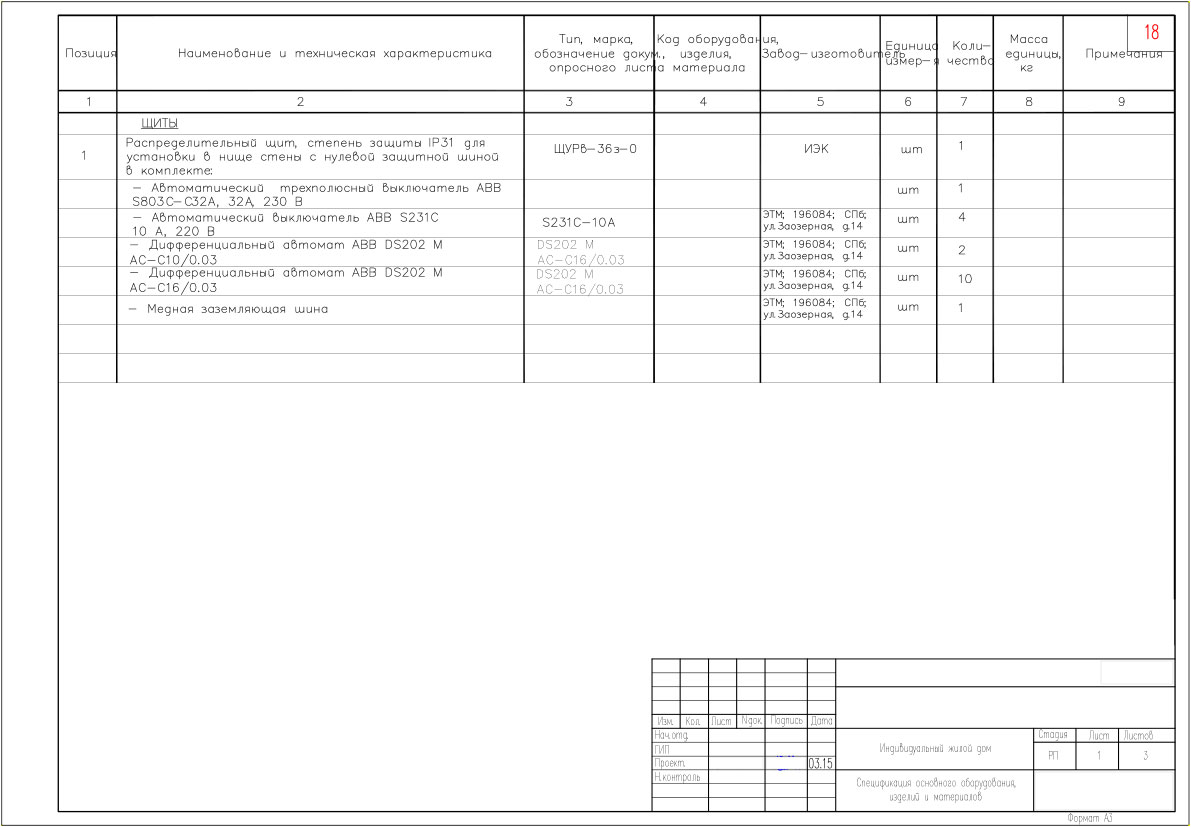 18
Позиция
Наименование и техническая характеристика
Тип, марка,
обозначение докум.,
опросного листа
Код оборудования,
изделия,
материала
Завод-изготовитель
Единица
измер-я
Коли-
чество
Масса
единицы,
кг
Примечания
1 2 3 4 5 6 7 8 9
ЩИТЫ
1
Распределительный щит, степень защиты IP31 для
установки в нише стены с нулевой защитной шиной
в комплекте:
ЩУРв-36з-0
ИЭК
шт
1
- Автоматический трехполюсный выключатель ABB
S803C-C32A, 32A, 230 В
шт
1
- Автоматический выключатель ABB S231C
10 А, 220 В
S231C-10A
ЭТМ; 196084; СПб;
ул.Заозерная, д.14
шт
4
- Дифференциальный автомат ABB DS202 M
AC-C10/0.03
DS202 M
AC-C16/0.03
ЭТМ; 196084; СПб;
ул.Заозерная, д.14
шт
2
- Дифференциальный автомат ABB DS202 M
AC-C16/0.03
DS202 M
AC-C16/0.03
ЭТМ; 196084; СПб;
ул.Заозерная, д.14
шт
10
- Медная заземляющая шина
ЭТМ; 196084; СПб;
ул.Заозерная, д.14
шт
1
Изм. Кол. Лист Nдок. Подпись Дата
Нач.отд.
ГИП
Проект. 03.15
Н.контроль
Индивидуальный жилой дом
Стадия Лист Листов
РП 1 3
Спецификация основного оборудования,
изделий и материалов
Формат А3